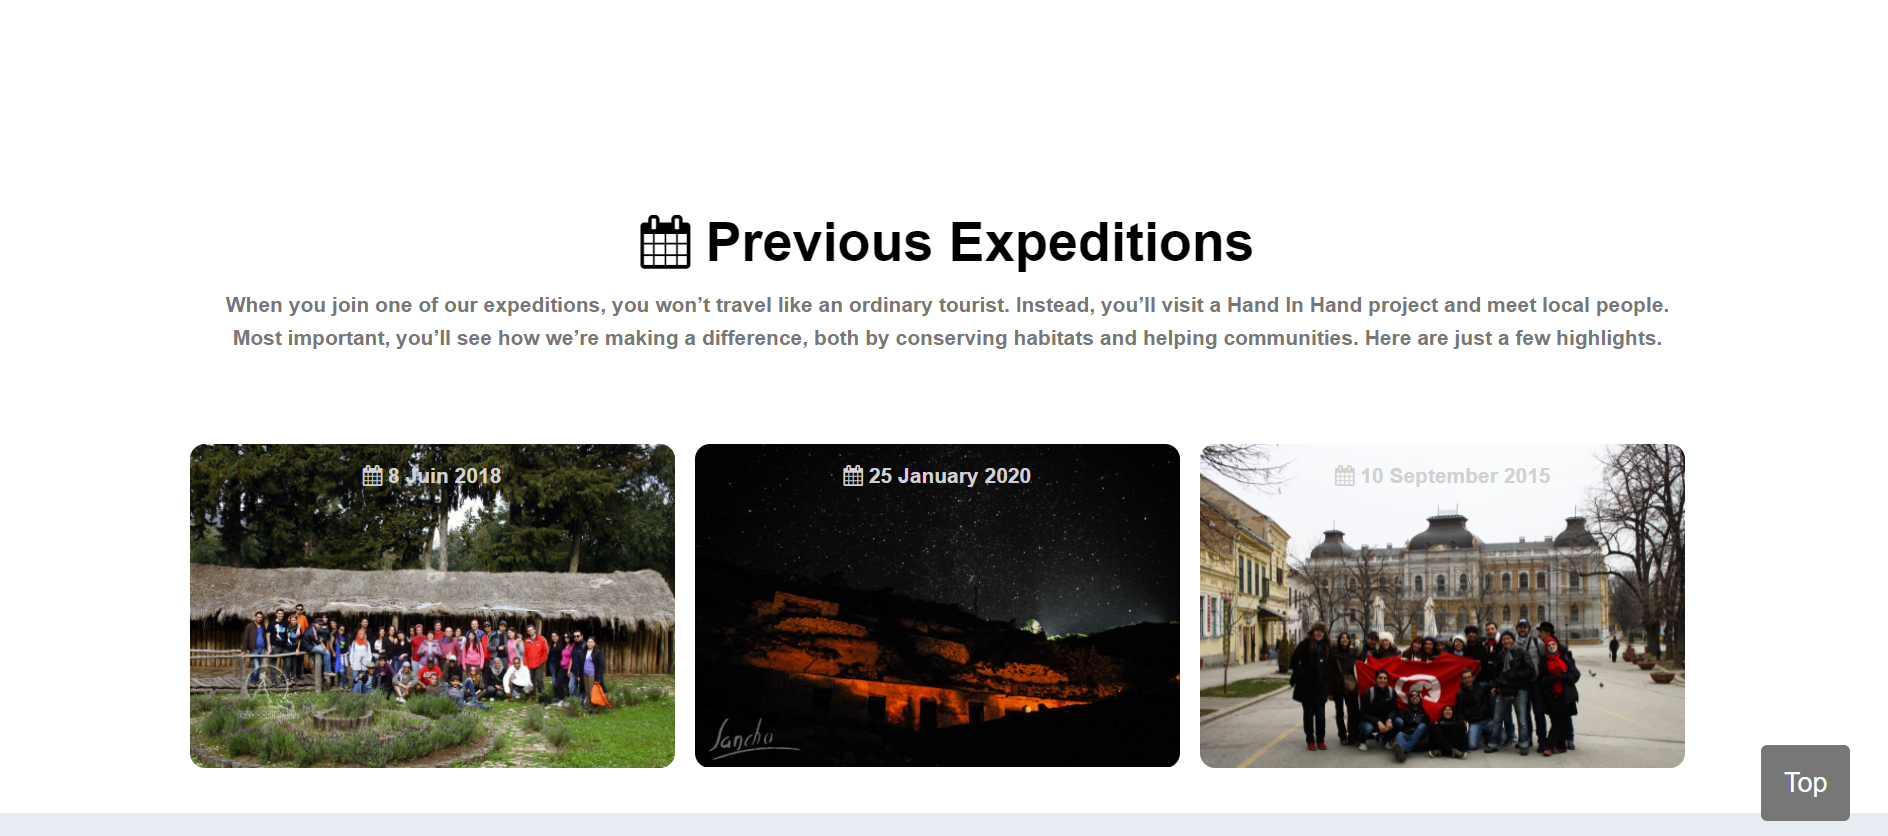 Previous Expeditions
When you join one of our expeditions, you won’t travel like an ordinary tourist. Instead, you’ll visit a Hand In Hand project and meet local people.
Most important, you’ll see how we’re making a difference, both by conserving habitats and helping communities. Here are just a few highlights.
8 Juin 2018
25 January 2020
10 September 2015
Sancho
Top